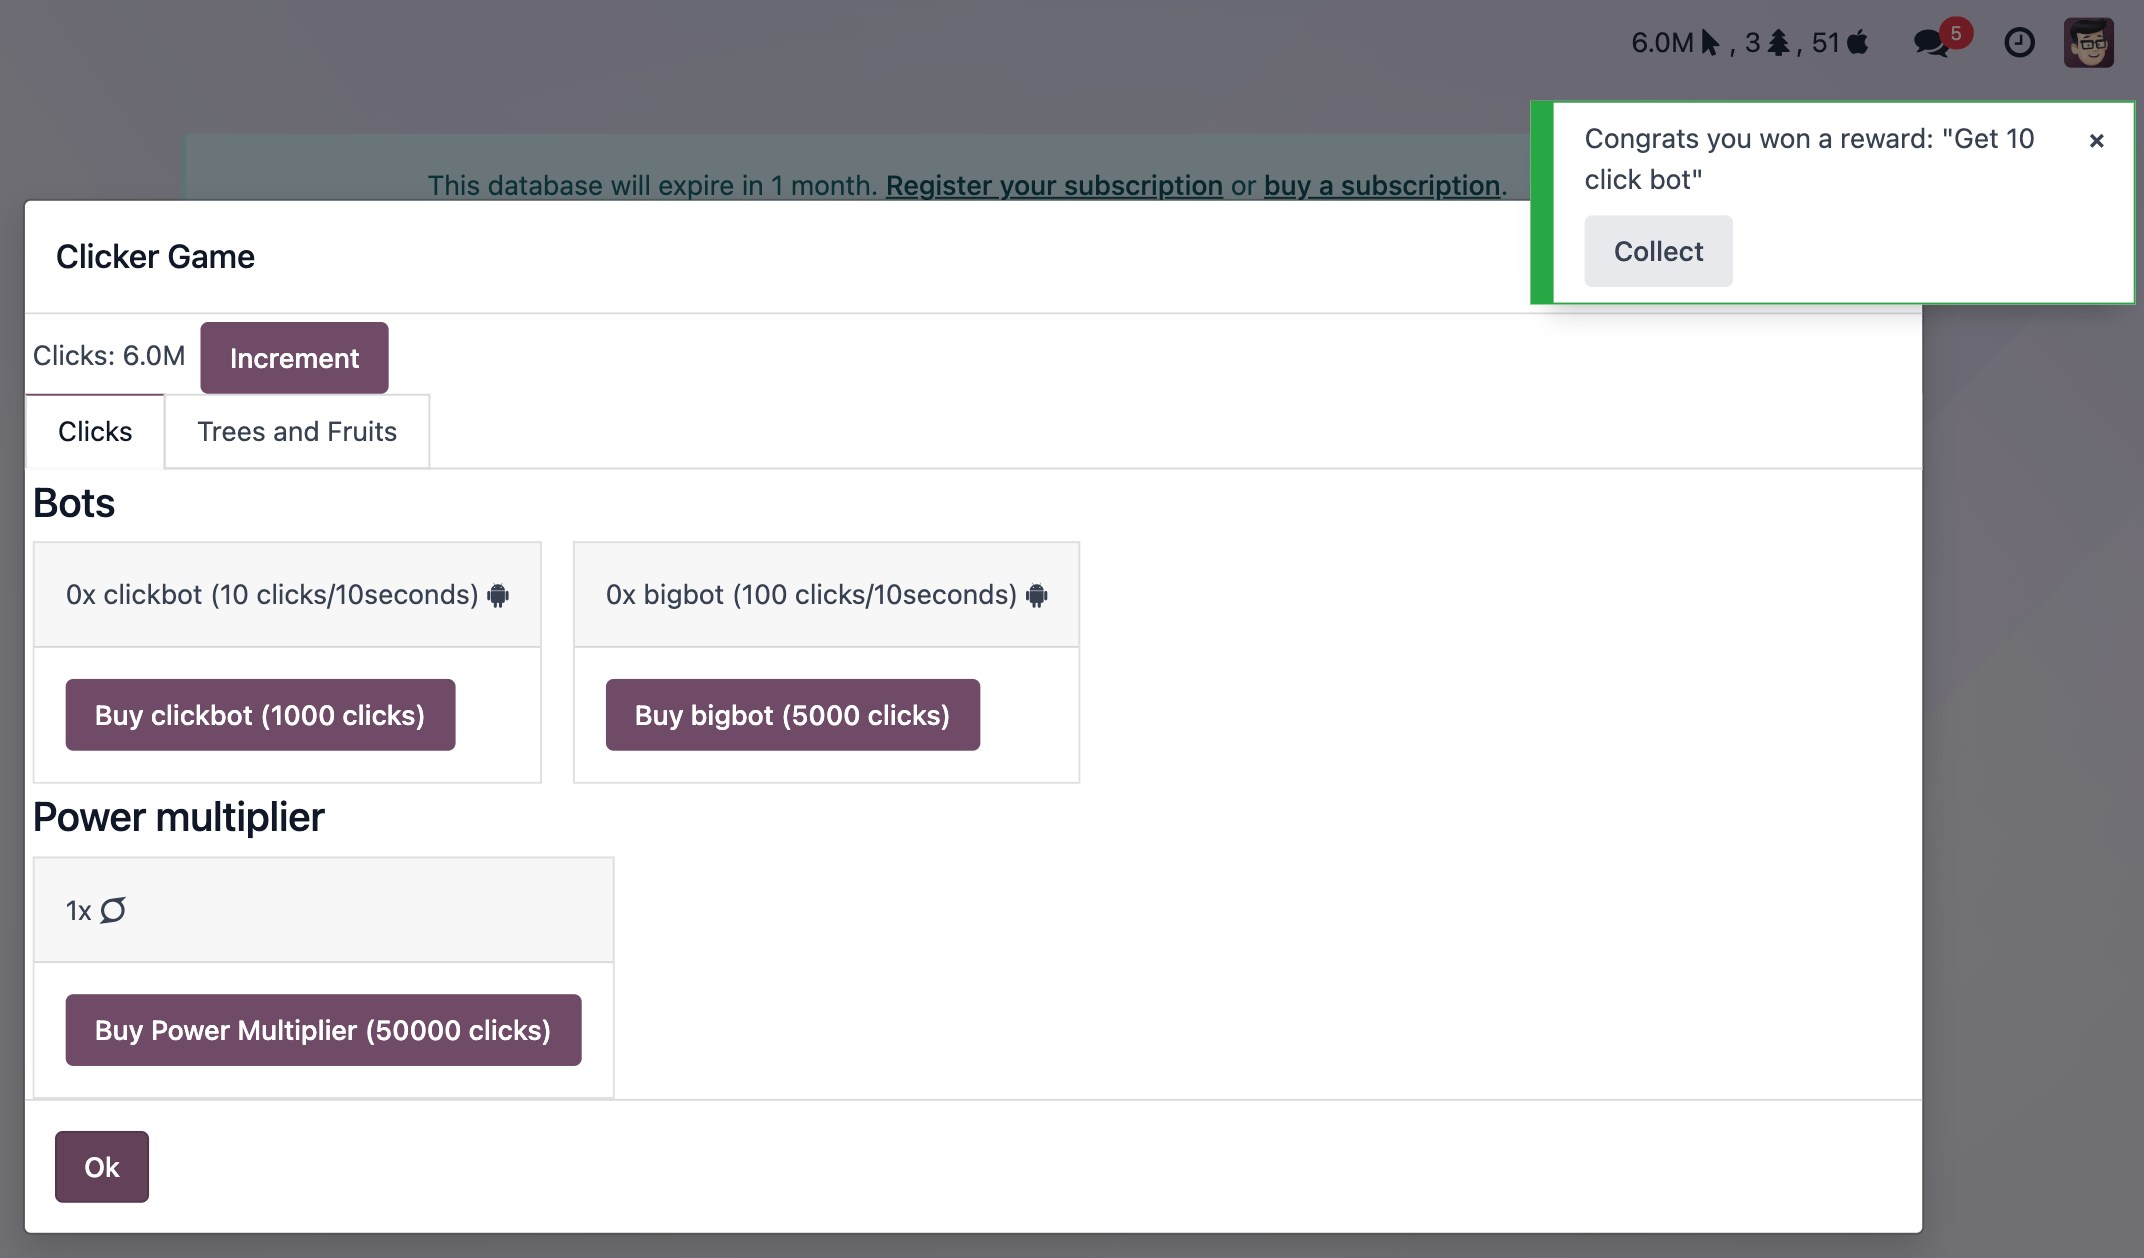 6.0M , 3 , 51
5
Congrats you won a reward: "Get 10
click bot"
Collect
This database will expire in 1 month. Register your subscription or buy a subscription.
Clicker Game
Clicks: 6.0M Increment
Clicks Trees and Fruits
Bots
0x clickbot (10 clicks/10seconds)
0x bigbot (100 clicks/10seconds)
Buy clickbot (1000 clicks)
Buy bigbot (5000 clicks)
Power multiplier
1x
Buy Power Multiplier (50000 clicks)
Ok